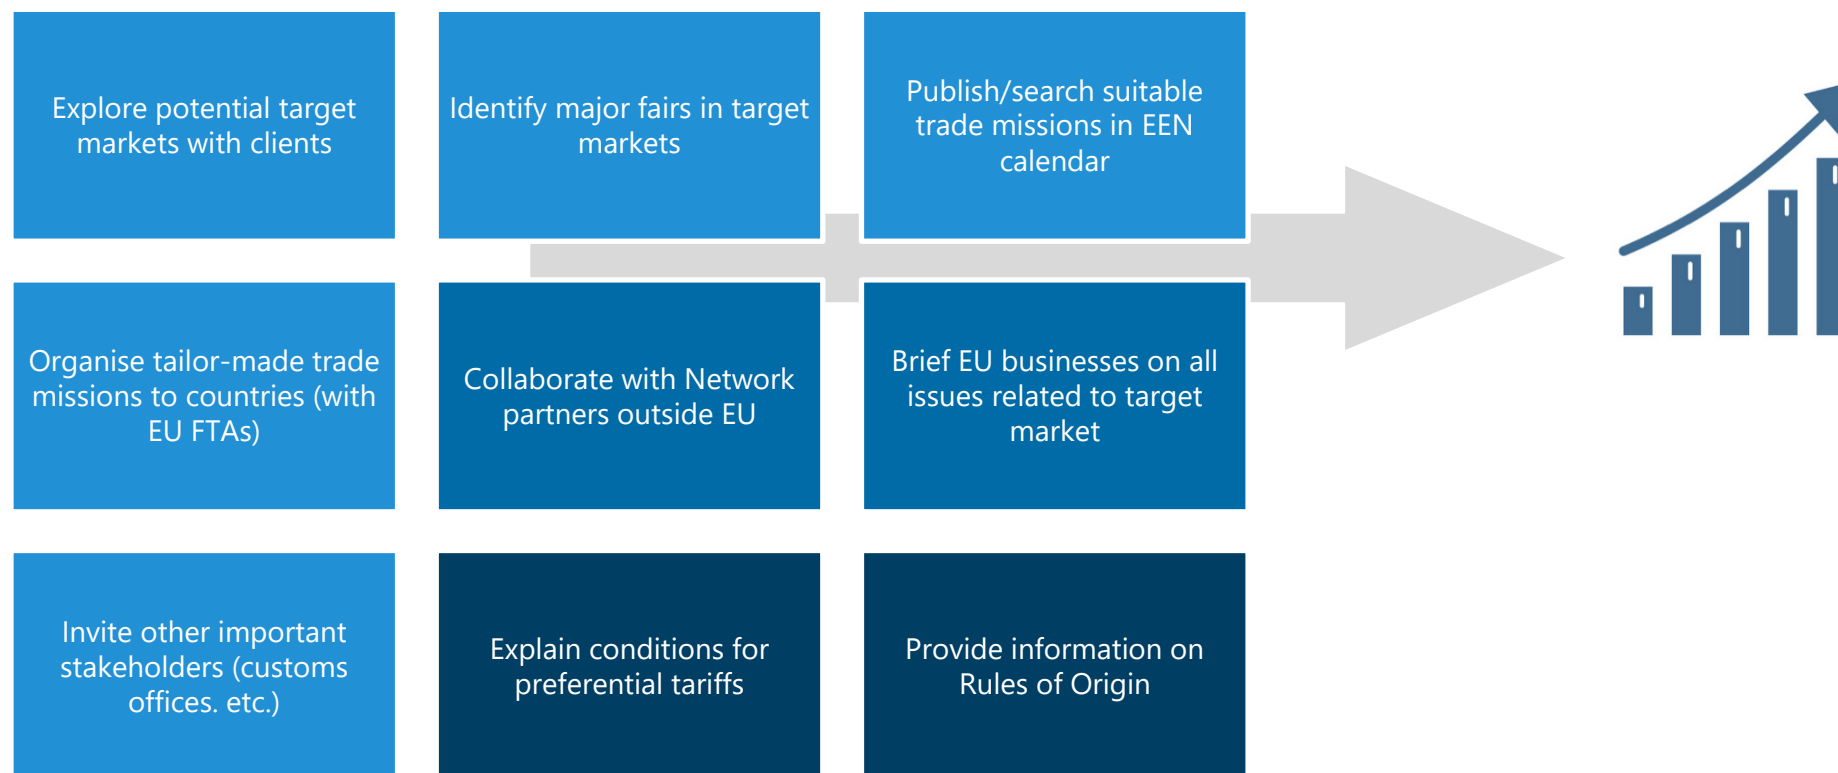 Explore potential target
markets with clients
Identify major fairs in target
markets
Publish/search suitable
trade missions in EEN
calendar
Organise tailor-made trade
missions to countries (with
EU FTAs)
Collaborate with Network
partners outside EU
Brief EU businesses on all
issues related to target
market
Invite other important
stakeholders (customs
offices. etc.)
Explain conditions for
preferential tariffs
Provide information on
Rules of Origin